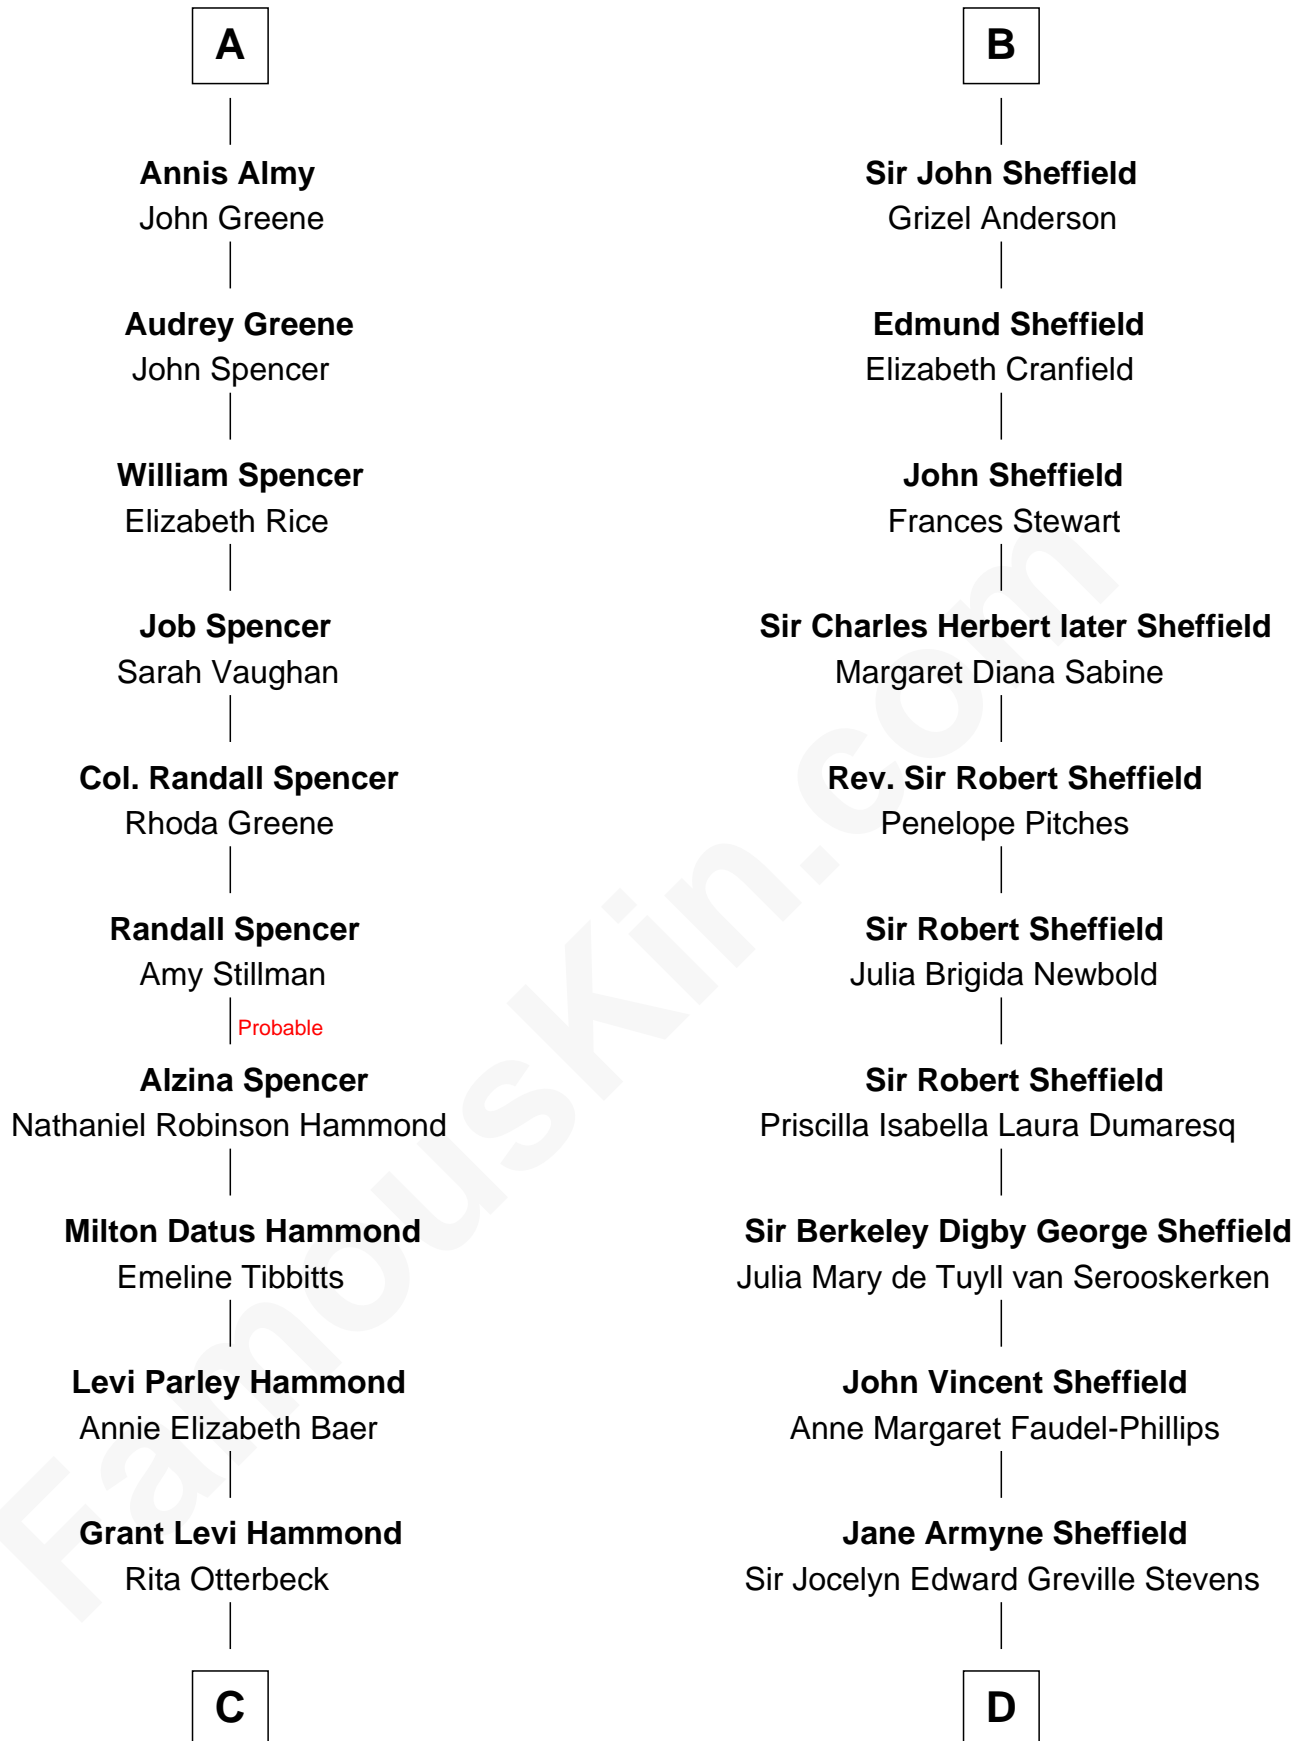 A
Annis Almy
John Greene
Audrey Greene
John Spencer
William Spencer
Elizabeth Rice
Job Spencer
Sarah Vaughan
Col. Randall Spencer
Rhoda Greene
Randall Spencer
Amy Stillman
Probable
Alzina Spencer
Nathaniel Robinson Hammond
Milton Datus Hammond
Emeline Tibbitts
Levi Parley Hammond
Annie Elizabeth Baer
Grant Levi Hammond
Rita Otterbeck
C
B
Sir John Sheffield
Grizel Anderson
Edmund Sheffield
Elizabeth Cranfield
John Sheffield
Frances Stewart
Sir Charles Herbert later Sheffield
Margaret Diana Sabine
Rev. Sir Robert Sheffield
Penelope Pitches
Sir Robert Sheffield
Julia Brigida Newbold
Sir Robert Sheffield
Priscilla Isabella Laura Dumaresq
Sir Berkeley Digby George Sheffield
Julia Mary de Tuyll van Serooskerken
John Vincent Sheffield
Anne Margaret Faudel-Phillips
Jane Armyne Sheffield
Sir Jocelyn Edward Greville Stevens
D
FamousKin.com